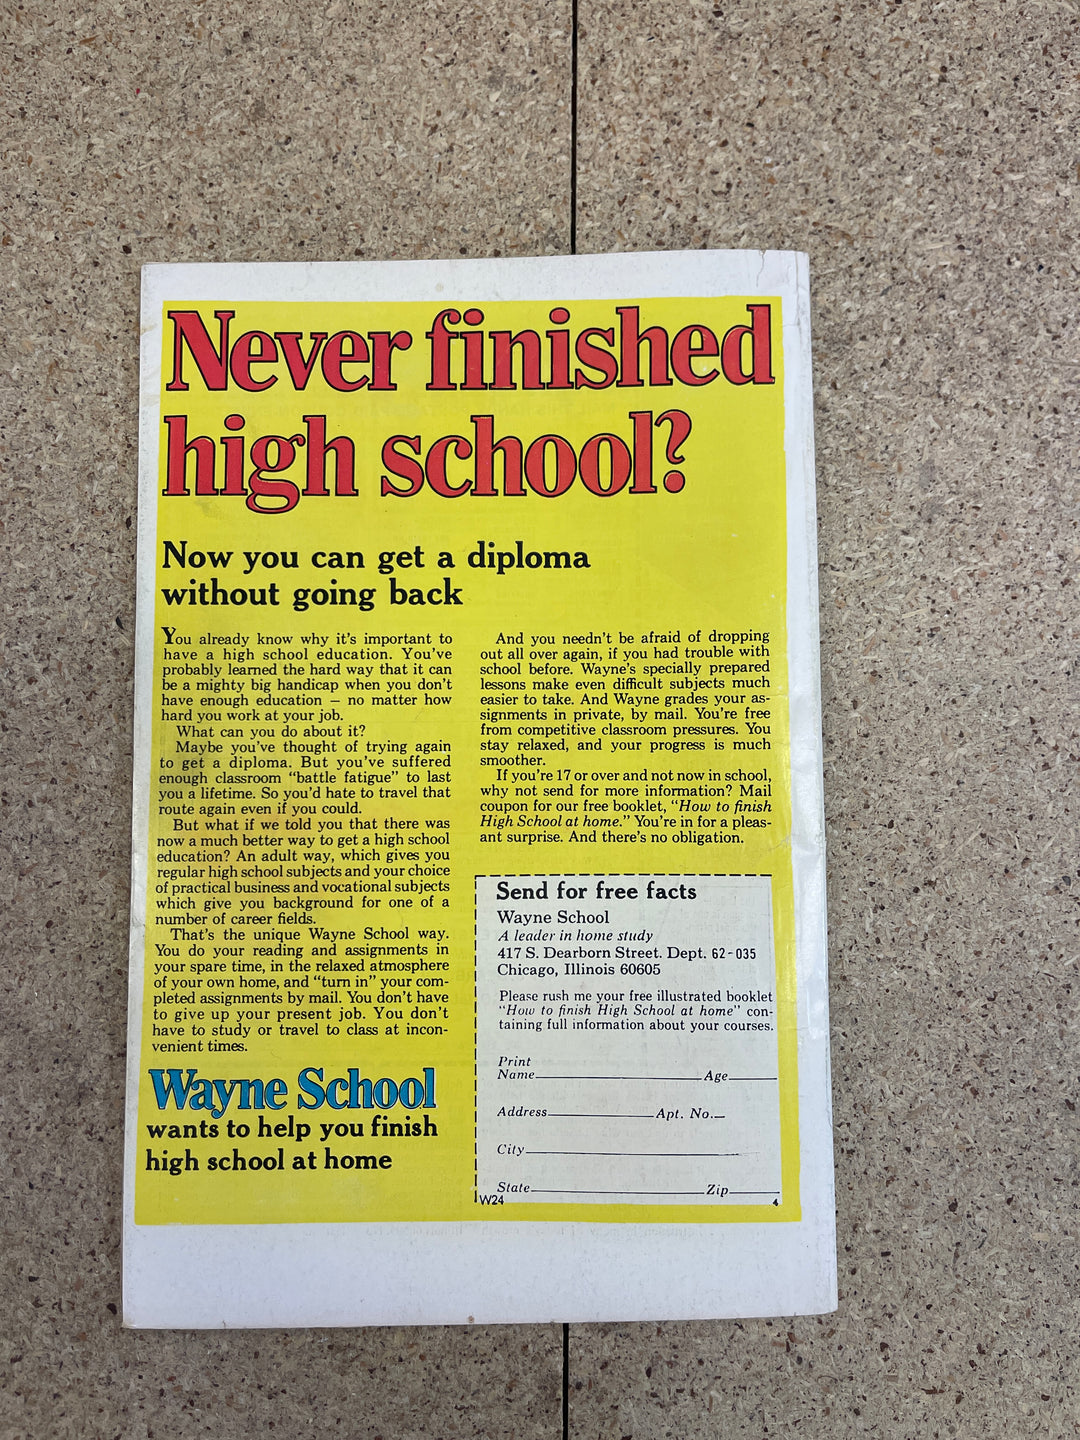 Never finished
high school?
Now you can get a diploma
without going back
You already know why it's important to
have a high school education. You've
probably learned the hard way that it can
be a mighty big handicap when you don't
have enough education — no matter how
hard you work at your job.
What can you do about it?
Maybe you've thought of trying again
to get a diploma. But you've suffered
enough classroom "battle fatigue" to last
you a lifetime. So you'd hate to travel that
route again even if you could.
But what if we told you that there was
now a much better way to get a high school
education? An adult way, which gives you
regular high school subjects and your choice
of practical business and vocational subjects
which give you background for one of a
number of career fields.
That's the unique Wayne School way.
You do your reading and assignments in
your spare time, in the relaxed atmosphere
of your own home, and "turn in" your com-
pleted assignments by mail. You don't have
to give up your present job. You don't
have to study or travel to class at incon-
venient times.
Wayne School
wants to help you finish
high school at home
And you needn't be afraid of dropping
out all over again, if you had trouble with
school before. Wayne's specially prepared
lessons make even difficult subjects much
easier to take. And Wayne grades your as-
signments in private, by mail. You're free
from competitive classroom pressures. You
stay relaxed, and your progress is much
smoother.
If you're 17 or over and not now in school,
why not send for more information? Mail
coupon for our free booklet, "How to finish
High School at home." You're in for a pleas-
ant surprise. And there's no obligation.
Send for free facts
Wayne School
A leader in home study
417 S. Dearborn Street. Dept. 62-035
Chicago, Illinois 60605
Please rush me your free illustrated booklet
"How to finish High School at home" con-
taining full information about your courses.
Print
Name Age
Address Apt. No.
City
State Zip
W24 4